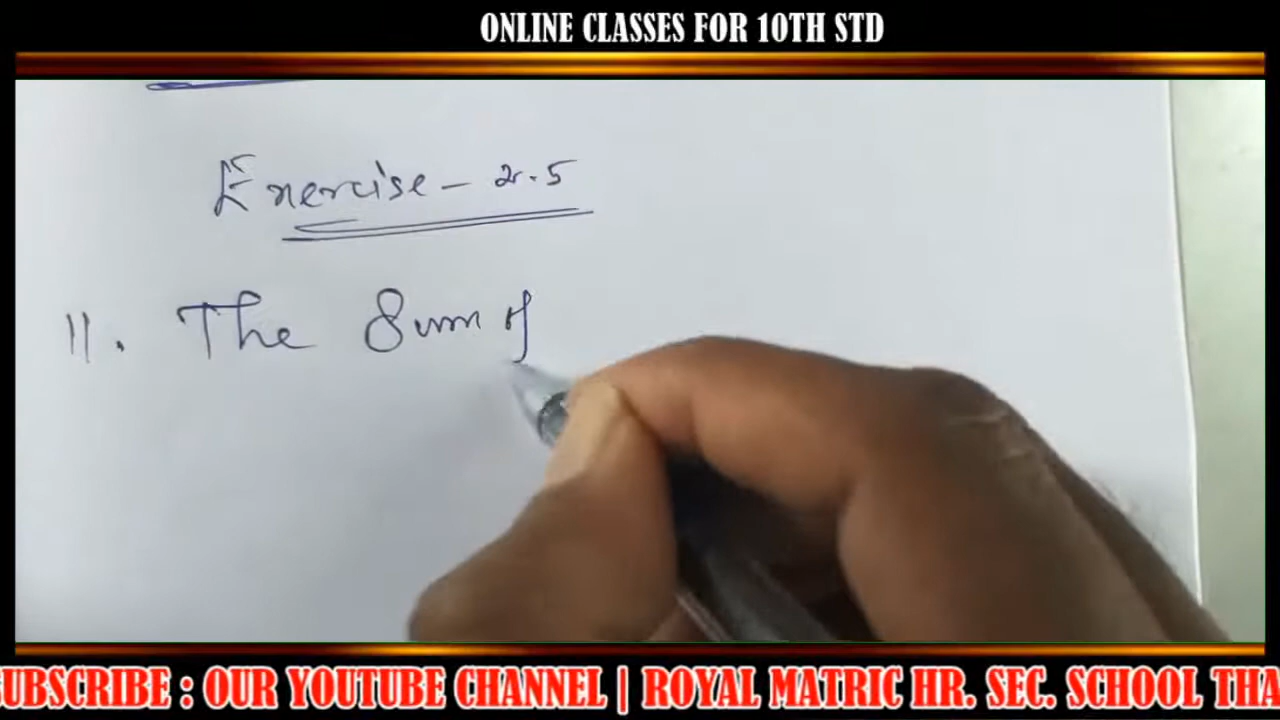 ONLINE CLASSES FOR 10TH STD
Exercise - 2.5
11. The Sum of
SUBSCRIBE : OUR YOUTUBE CHANNEL | ROYAL MATRIC HR. SEC. SCHOOL THA